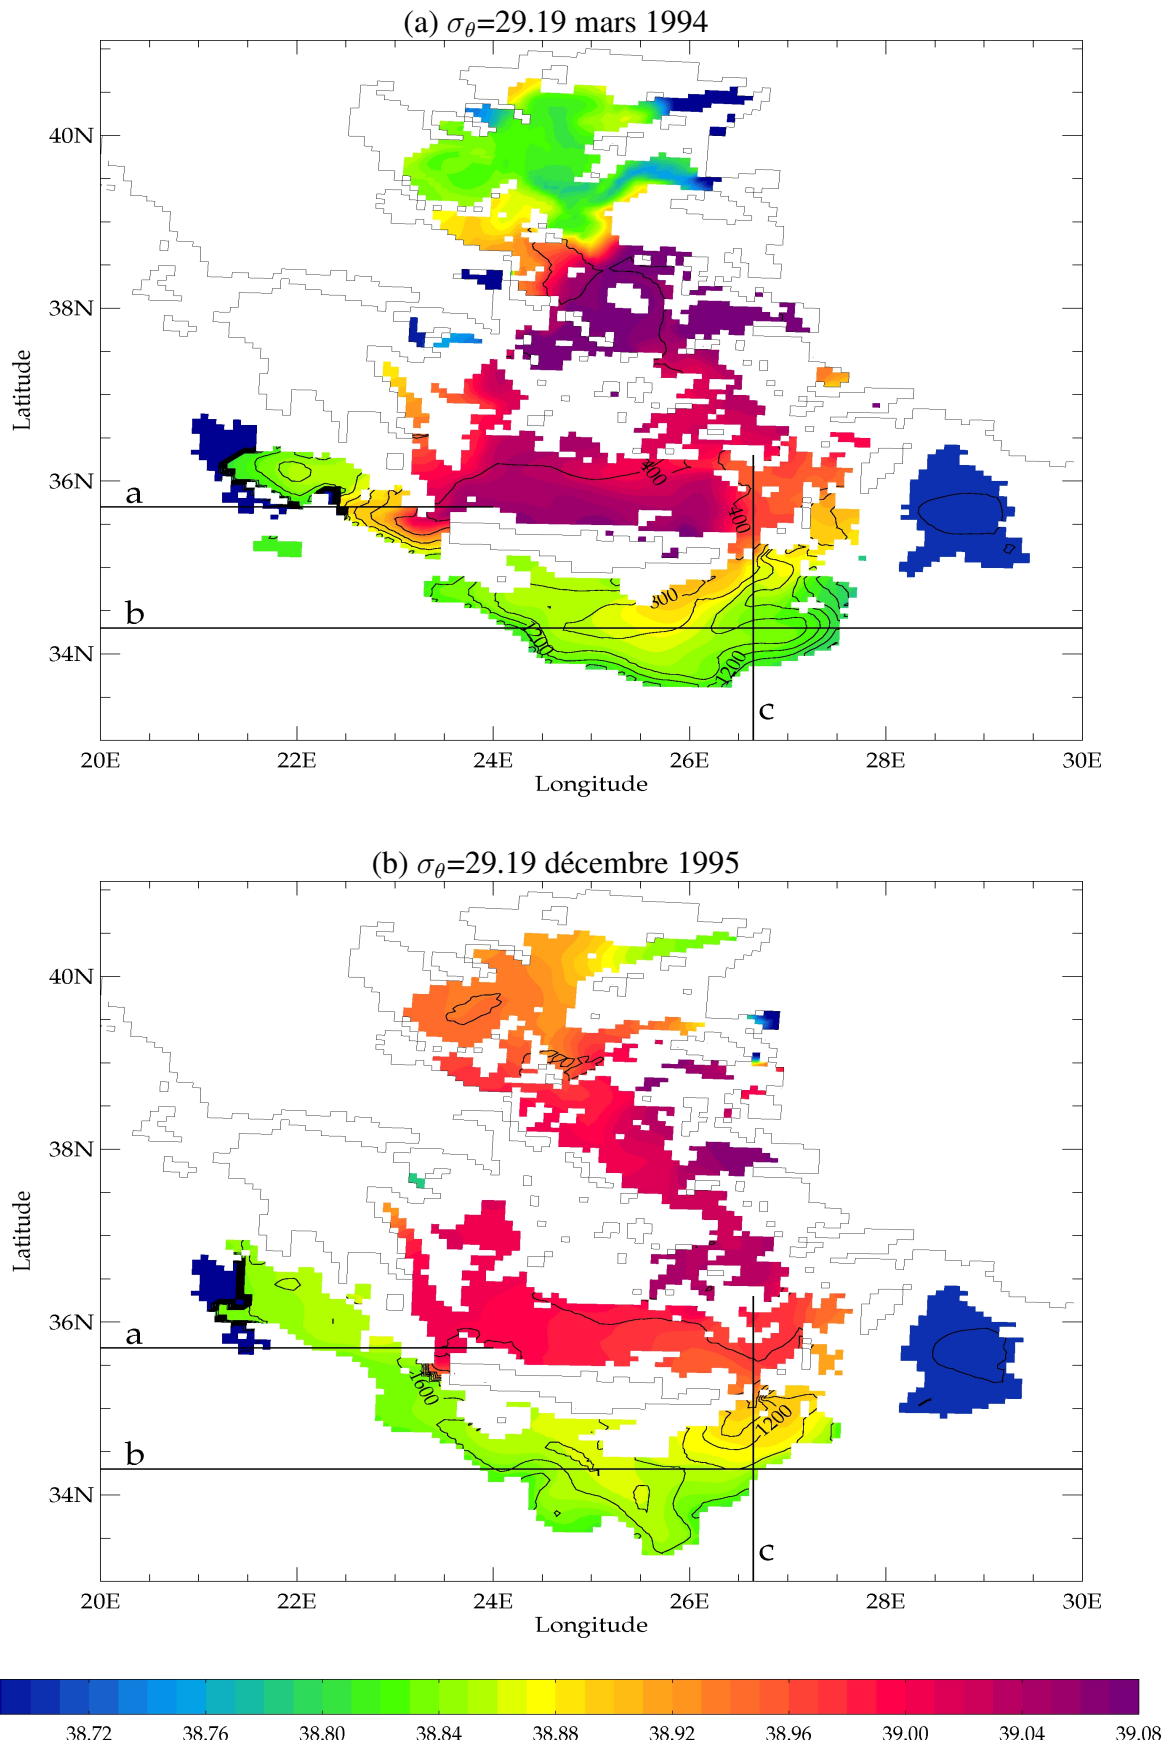 (a) σθ=29.19 mars 1994
40N
38N
36N
34N
Latitude
a
b
c
400
400
300
1200
1200
20E 22E 24E 26E 28E 30E
Longitude
(b) σθ=29.19 décembre 1995
40N
38N
36N
34N
Latitude
a
b
c
1600
1200
20E 22E 24E 26E 28E 30E
Longitude
38.72 38.76 38.80 38.84 38.88 38.92 38.96 39.00 39.04 39.08